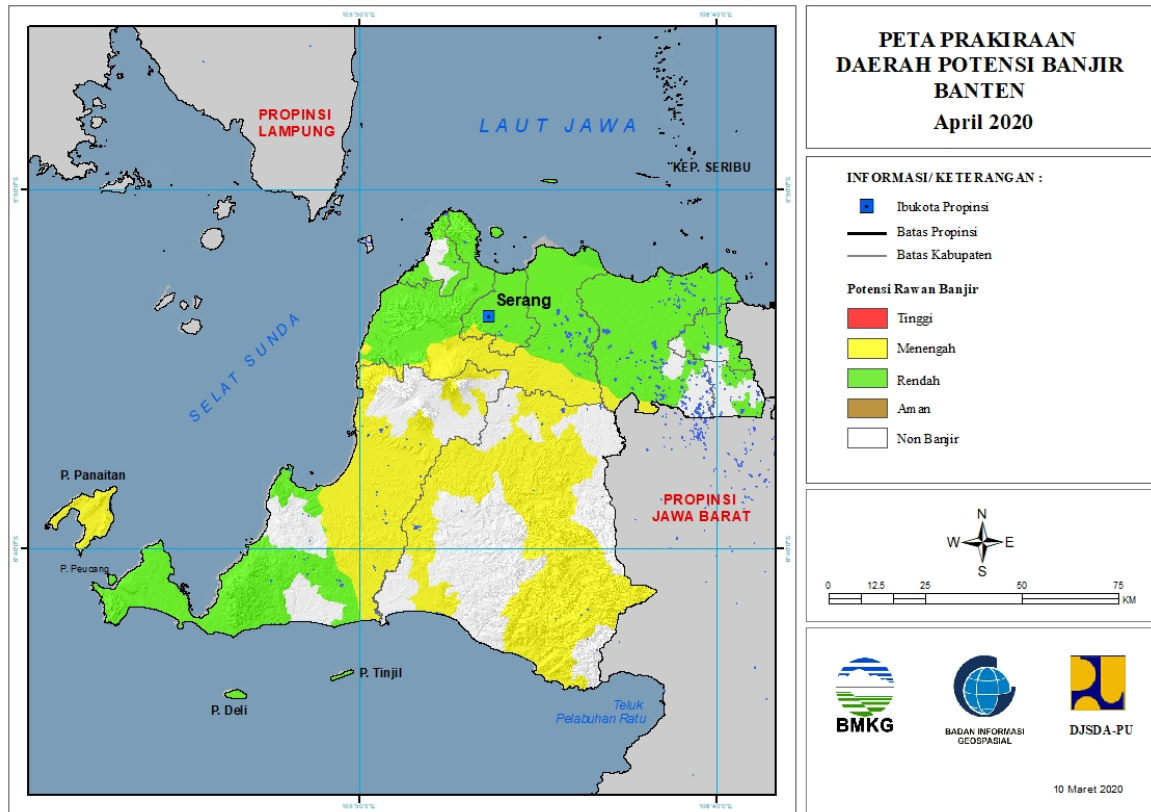 PROPINSI
LAMPUNG
LAUT JAWA
KEP. SERIBU
Serang
SELAT SUNDA
P. Panaitan
P. Peucang
PROPINSI
JAWA BARAT
P. Tinjil
P. Deli
Teluk
Pelabuhan Ratu
PETA PRAKIRAAN
DAERAH POTENSI BANJIR
BANTEN
April 2020
INFORMASI/ KETERANGAN :
Ibukota Propinsi
Batas Propinsi
Batas Kabupaten
Potensi Rawan Banjir
Tinggi
Menengah
Rendah
Aman
Non Banjir
N
W E
S
0 12.5 25 50 75
KM
BMKG
BADAN INFORMASI
GEOSPASIAL
DJSDA-PU
10 Maret 2020